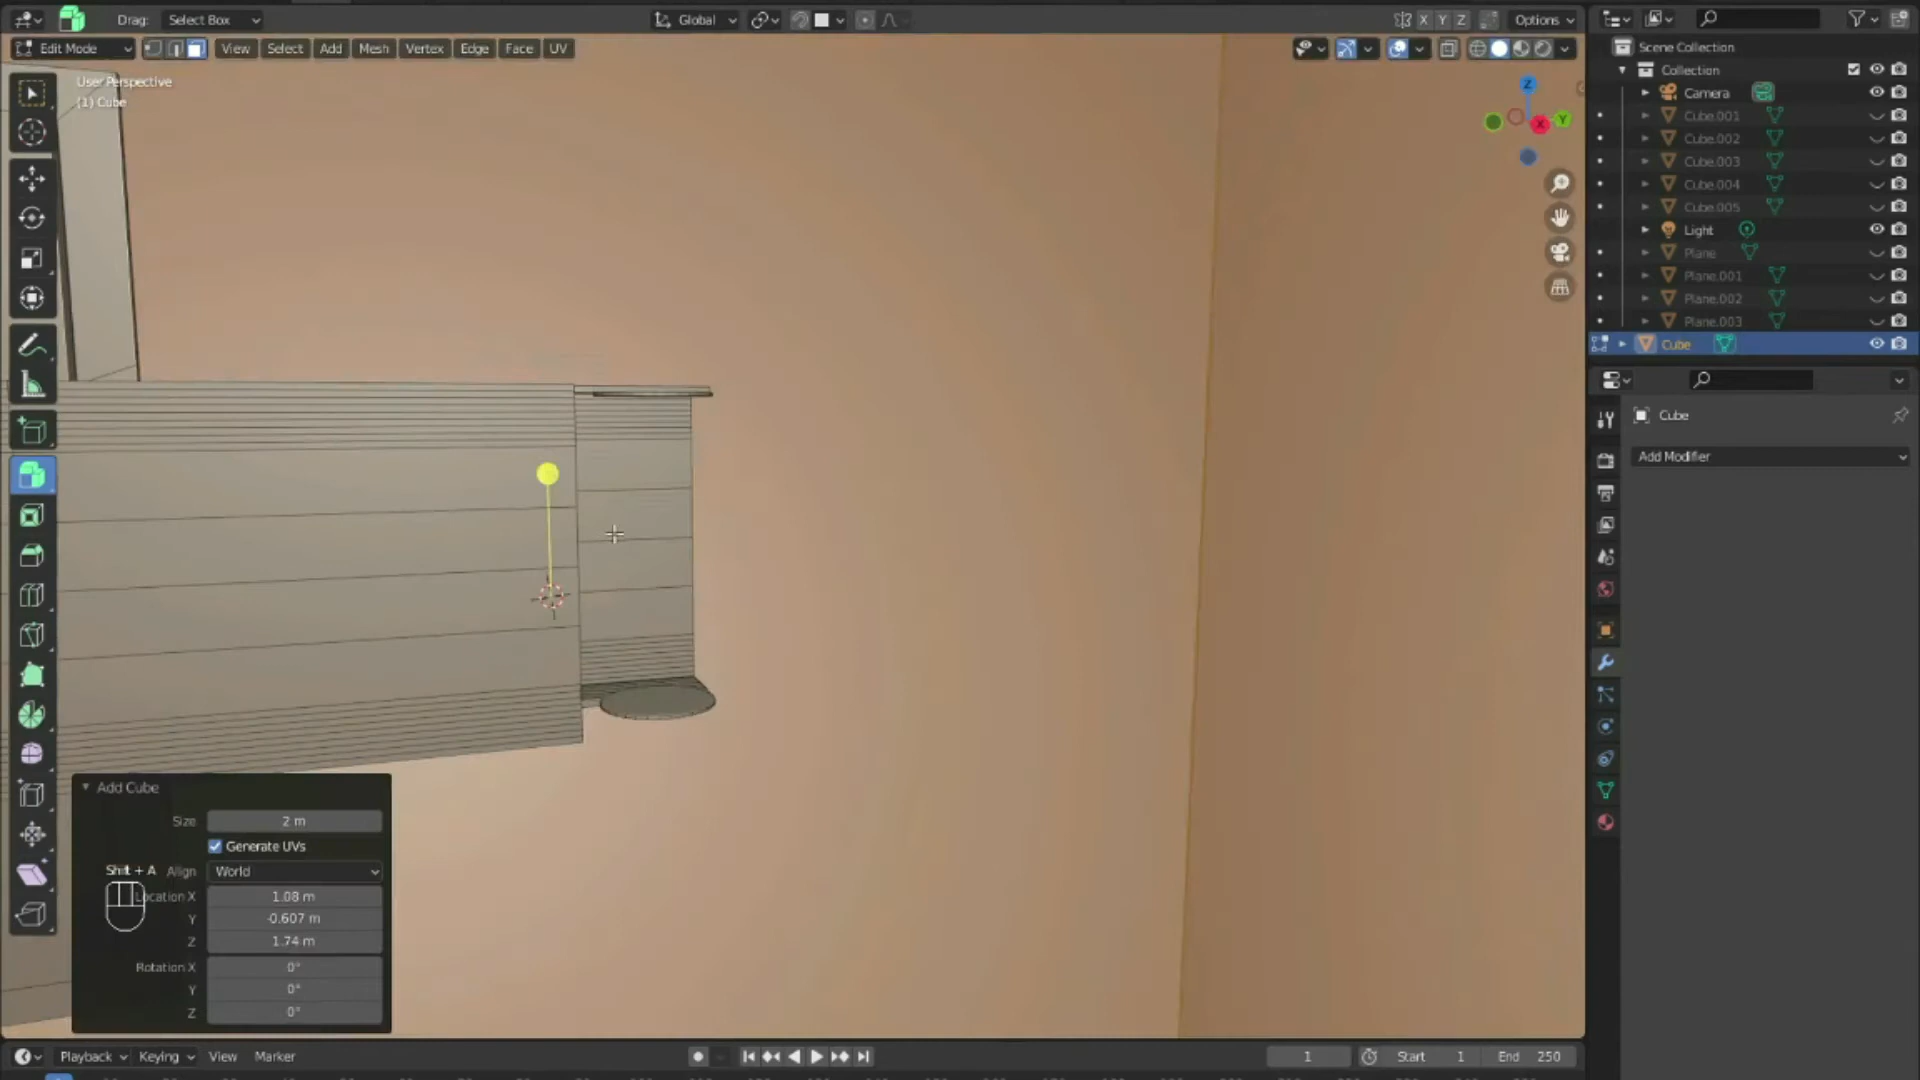 Drag: Select Box Global X Y Z Options
Edit Mode View Select Add Mesh Vertex Edge Face UV
User Perspective
(1) Cube
Z
X Y
Scene Collection
Collection
Camera
Cube.001
Cube.002
Cube.003
Cube.004
Cube.005
Light
Plane
Plane.001
Plane.002
Plane.003
Cube
Cube
Add Modifier
Add Cube
Size 2 m
Generate UVs
Shift + A Align World
Location X 1.08 m
Y -0.607 m
Z 1.74 m
Rotation X 0°
Y 0°
Z 0°
Playback Keying View Marker 1 Start 1 End 250